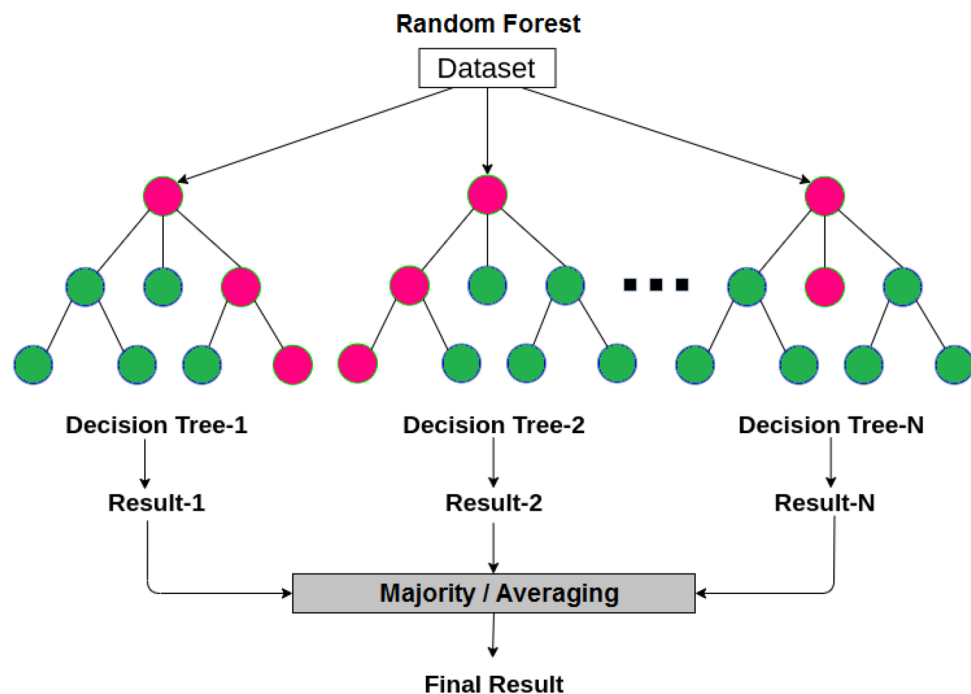 Random Forest
Dataset
Decision Tree-1
Decision Tree-2
Decision Tree-N
Result-1
Result-2
Result-N
Majority / Averaging
Final Result